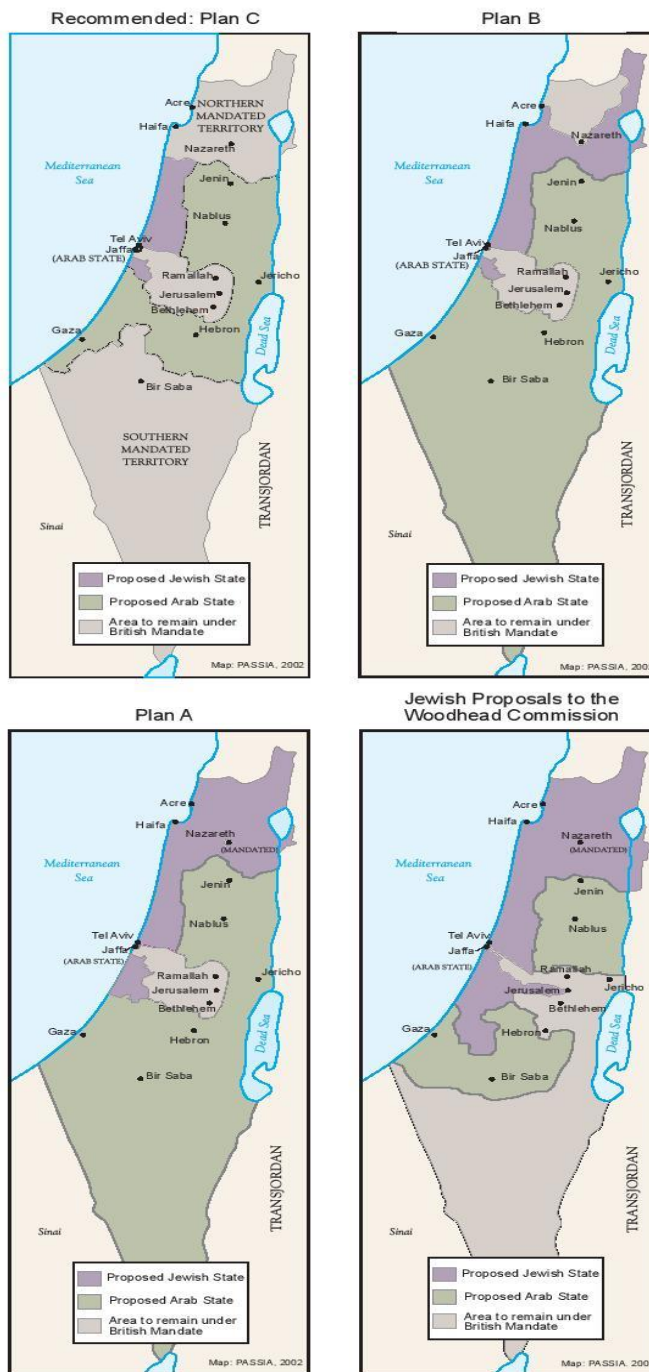 Recommended: Plan C
Acre
NORTHERN
MANDATED
TERRITORY
Haifa
Nazareth
Mediterranean
Sea
Jenin
Nablus
Tel Aviv
Jaffa
(ARAB STATE)
Ramallah
Jericho
Jerusalem
Bethlehem
Hebron
Gaza
Dead Sea
Bir Saba
SOUTHERN
MANDATED
TERRITORY
TRANSJORDAN
Sinai
Proposed Jewish State
Proposed Arab State
Area to remain under
British Mandate
Map: PASSIA, 2002
Plan B
Acre
Haifa
Nazareth
Mediterranean
Sea
Jenin
Nablus
Tel Aviv
Jaffa
(ARAB STATE)
Ramallah
Jericho
Jerusalem
Bethlehem
Hebron
Gaza
Dead Sea
Bir Saba
TRANSJORDAN
Sinai
Proposed Jewish State
Proposed Arab State
Area to remain under
British Mandate
Map: PASSIA,
Plan A
Acre
Haifa
Nazareth
(MANDATED)
Mediterranean
Sea
Jenin
Nablus
Tel Aviv
Jaffa
(ARAB STATE)
Ramallah
Jericho
Jerusalem
Bethlehem
Hebron
Gaza
Dead Sea
Bir Saba
TRANSJORDAN
Sinai
Proposed Jewish State
Proposed Arab State
Area to remain under
British Mandate
Map: PASSIA, 2002
Jewish Proposals to the
Woodhead Commission
Acre
Haifa
Nazareth
(MANDATED)
Mediterranean
Sea
Jenin
Nablus
Tel Aviv
Jaffa
(ARAB STATE)
Ramallah
Jericho
Jerusalem
Bethlehem
Hebron
Gaza
Dead Sea
Bir Saba
TRANSJORDAN
Sinai
Proposed Jewish State
Proposed Arab State
Area to remain under
British Mandate
Map: PASSIA, 2002